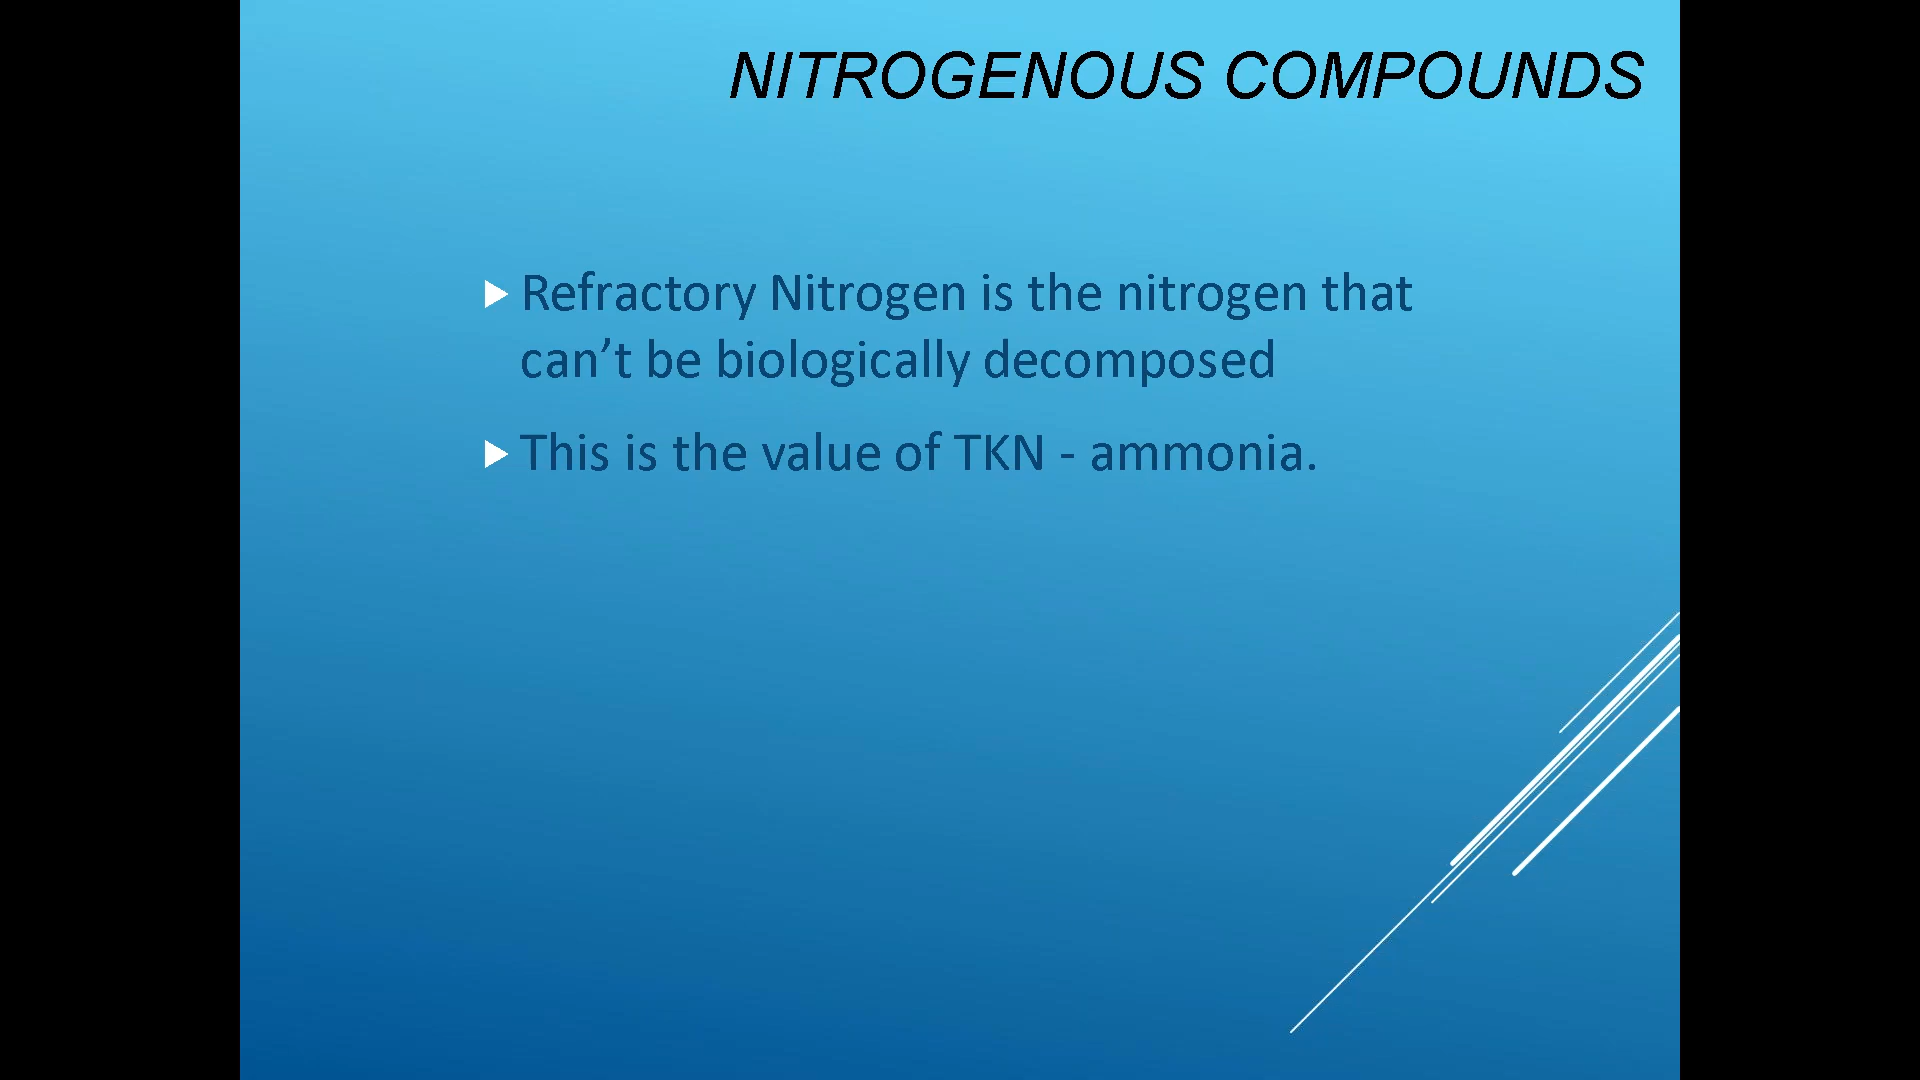 NITROGENOUS COMPOUNDS
Refractory Nitrogen is the nitrogen that
can’t be biologically decomposed
This is the value of TKN - ammonia.